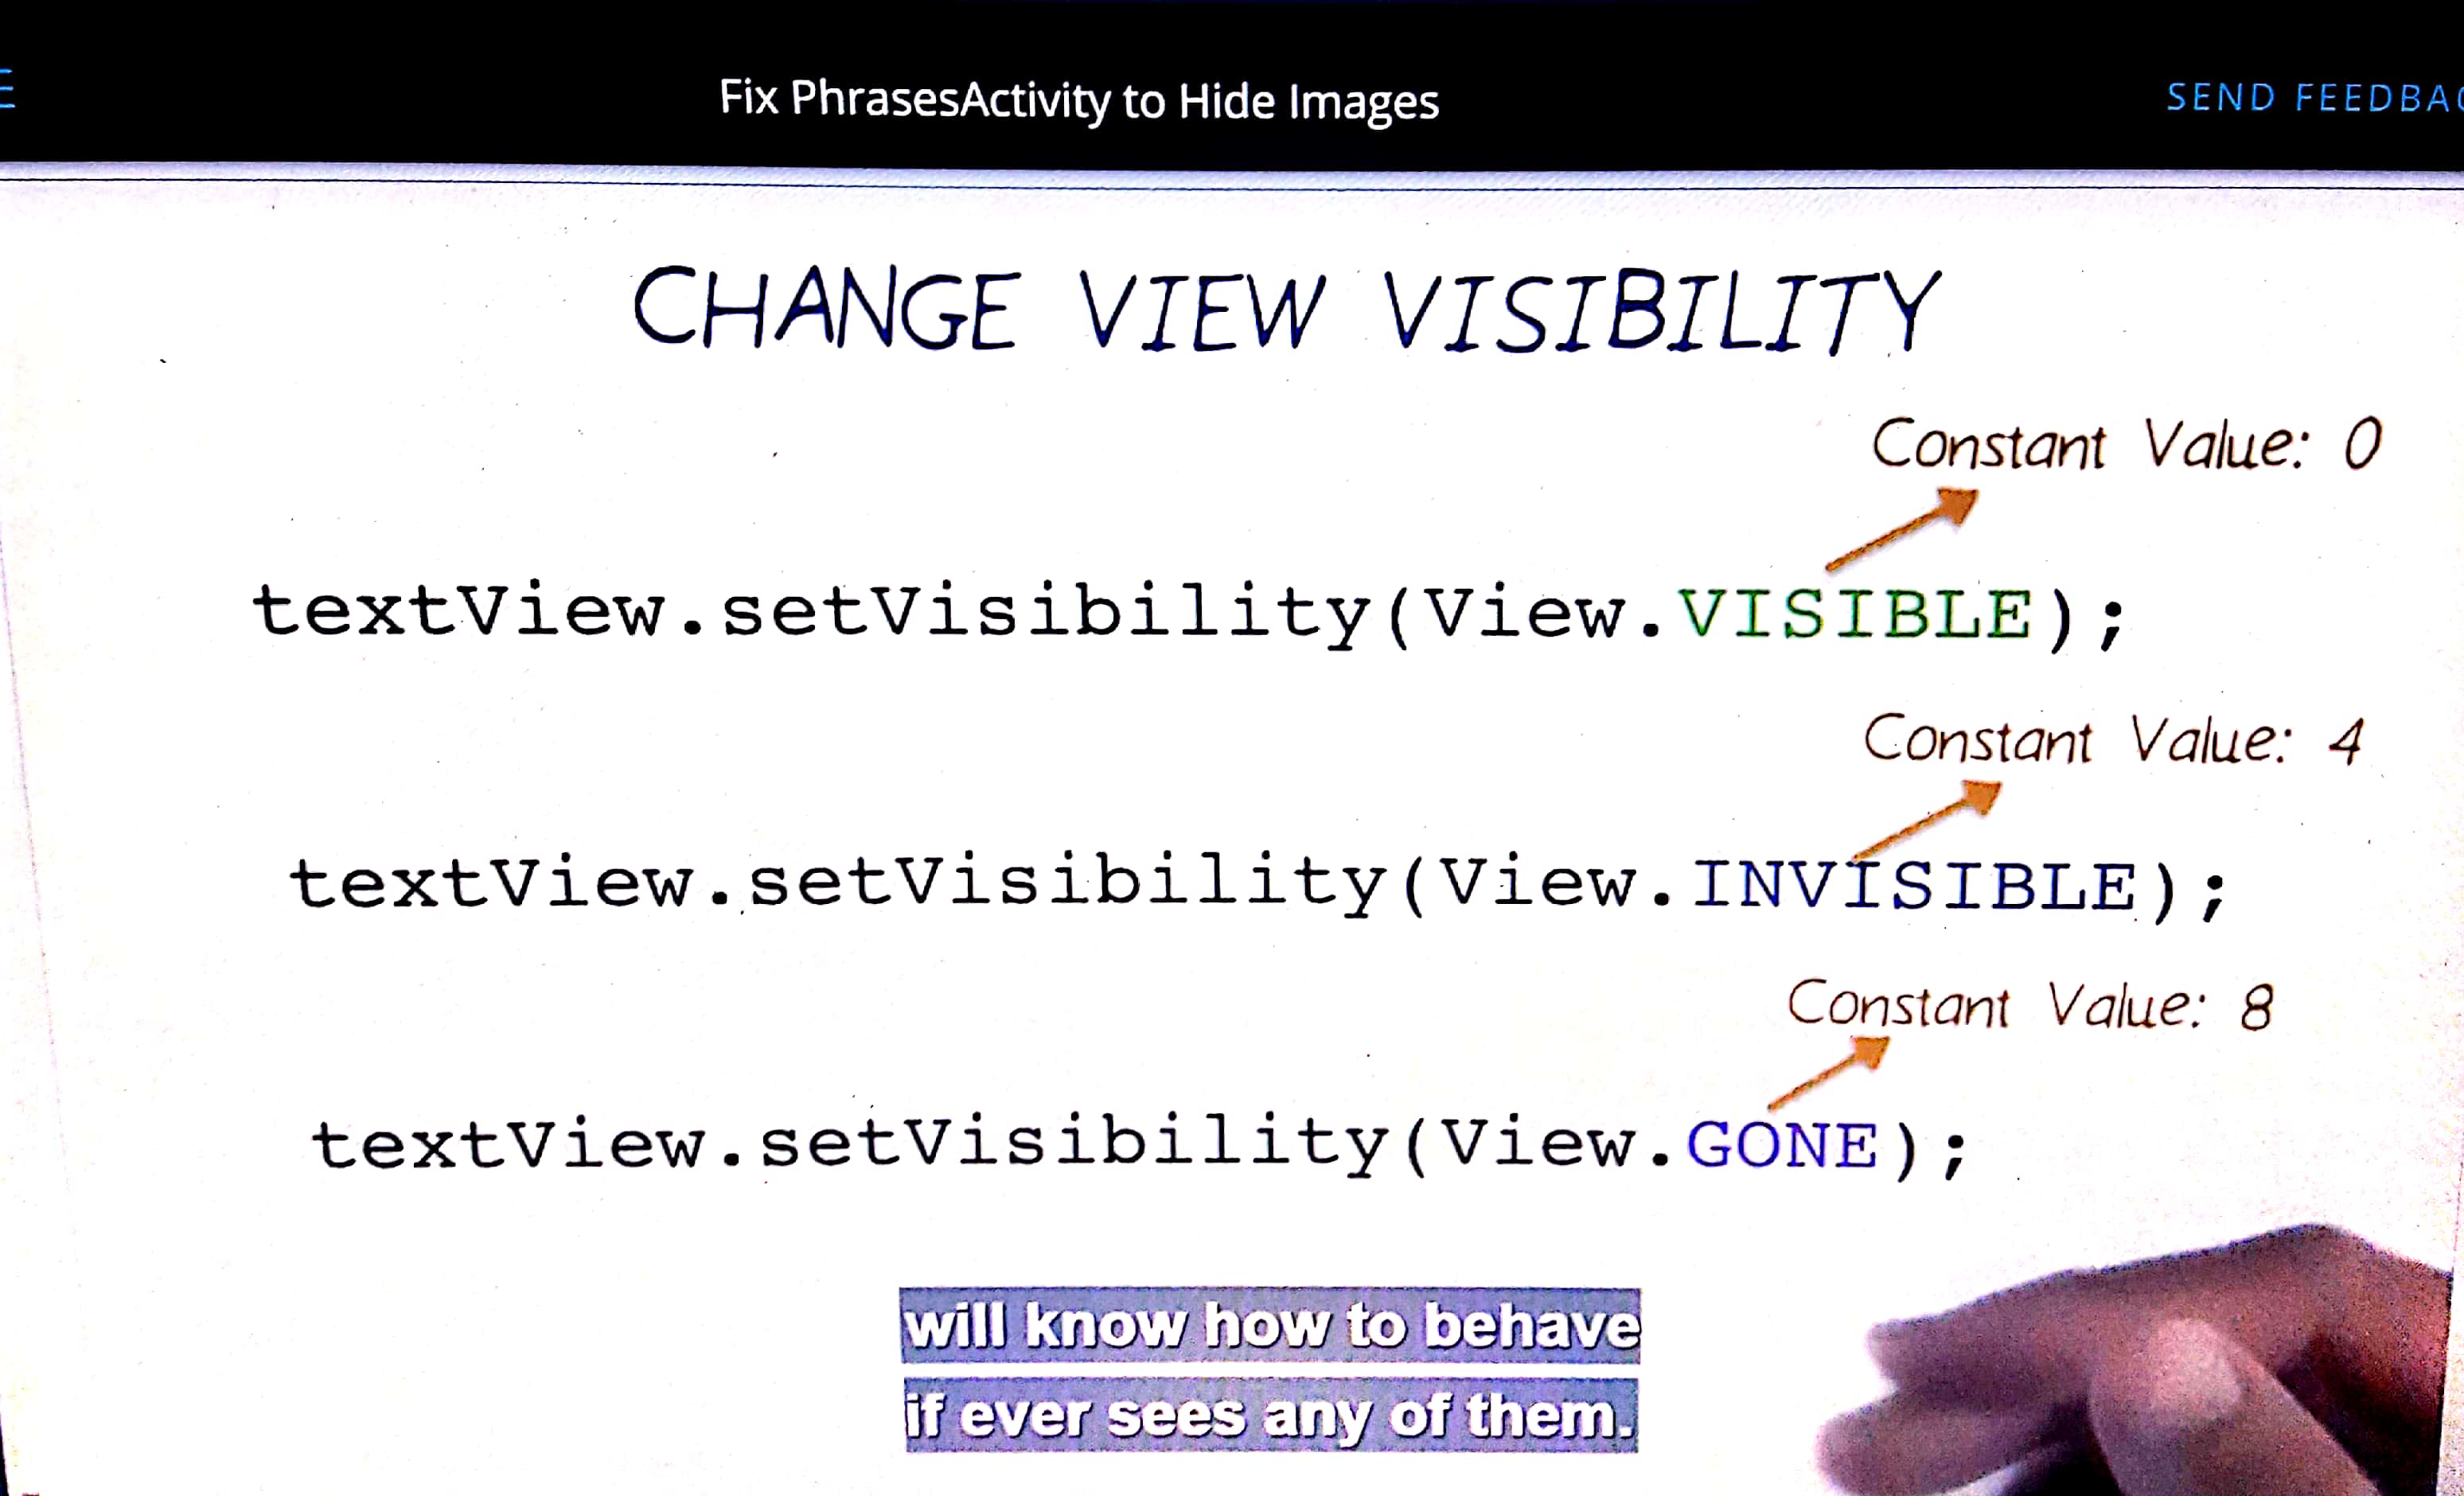 Fix PhrasesActivity to Hide Images
SEND FEEDBA
CHANGE VIEW VISIBILITY
Constant Value: 0
textView.setVisibility(View.VISIBLE);
Constant Value: 4
textView.setVisibility(View.INVISIBLE);
Constant Value: 8
textView.setVisibility(View.GONE);
will know how to behave
if ever sees any of them.